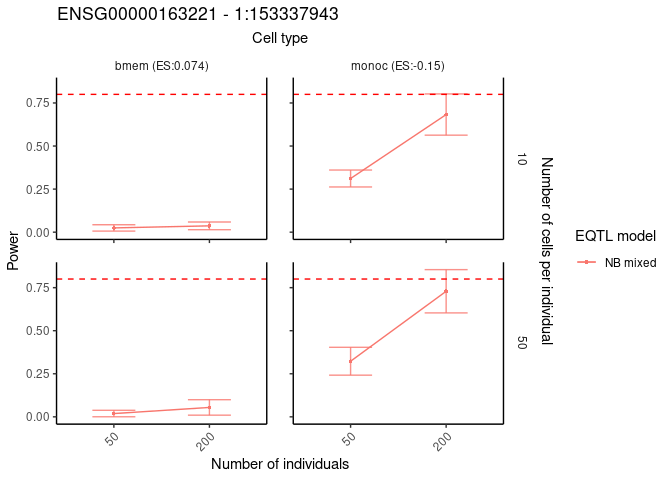 ENSG00000163221 - 1:153337943
Cell type
bmem (ES:0.074)
monoc (ES:-0.15)
0.75
0.50
0.25
0.00
10
0.75
0.50
0.25
0.00
50
Power
Number of cells per individual
EQTL model
NB mixed
50
200
50
200
Number of individuals